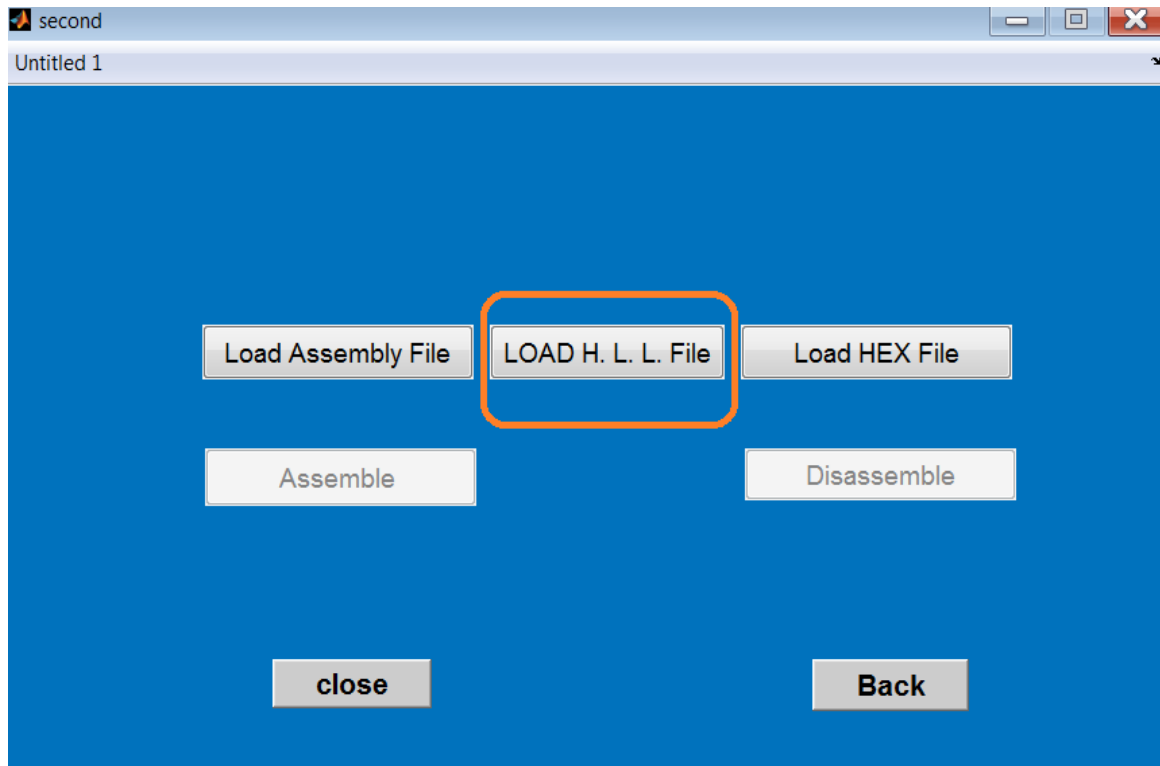 second
Untitled 1
Load Assembly File
LOAD H. L. L. File
Load HEX File
Assemble
Disassemble
close
Back